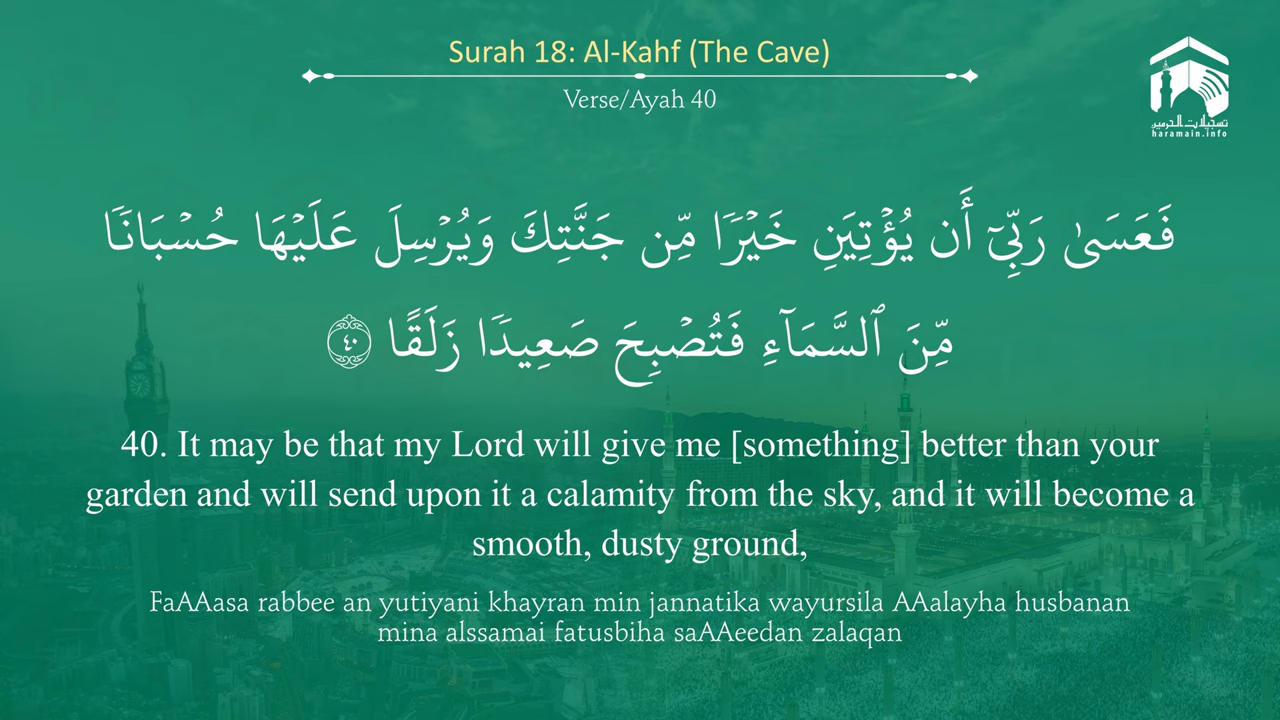 Surah 18: Al-Kahf (The Cave)
Verse/Ayah 40
تسجيلات الحرمين
haramain.info
فَعَسَىٰ رَبِّىٓ أَن يُؤْتِيَنِ خَيْرًا مِّن جَنَّتِكَ وَيُرْسِلَ عَلَيْهَا حُسْبَانًا
مِّنَ ٱلسَّمَآءِ فَتُصْبِحَ صَعِيدًا زَلَقًا ٤٠
40. It may be that my Lord will give me [something] better than your
garden and will send upon it a calamity from the sky, and it will become a
smooth, dusty ground,
FaAAasa rabbee an yutiyani khayran min jannatika wayursila AAalayha husbanan
mina alssamai fatusbiha saAAeedan zalaqan